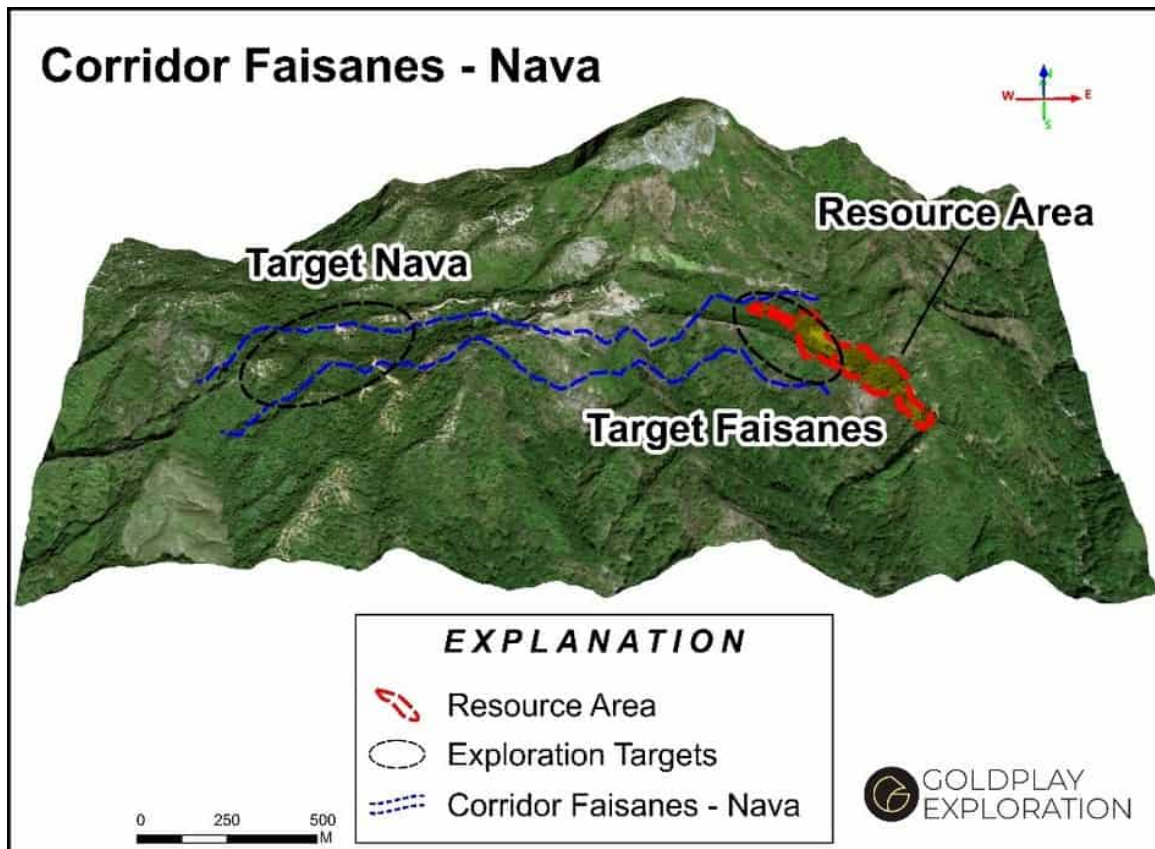 Corridor Faisanes - Nava
N
W E
S
Resource Area
Target Nava
Target Faisanes
EXPLANATION
Resource Area
Exploration Targets
Corridor Faisanes - Nava
0 250 500
M
GOLDPLAY
EXPLORATION